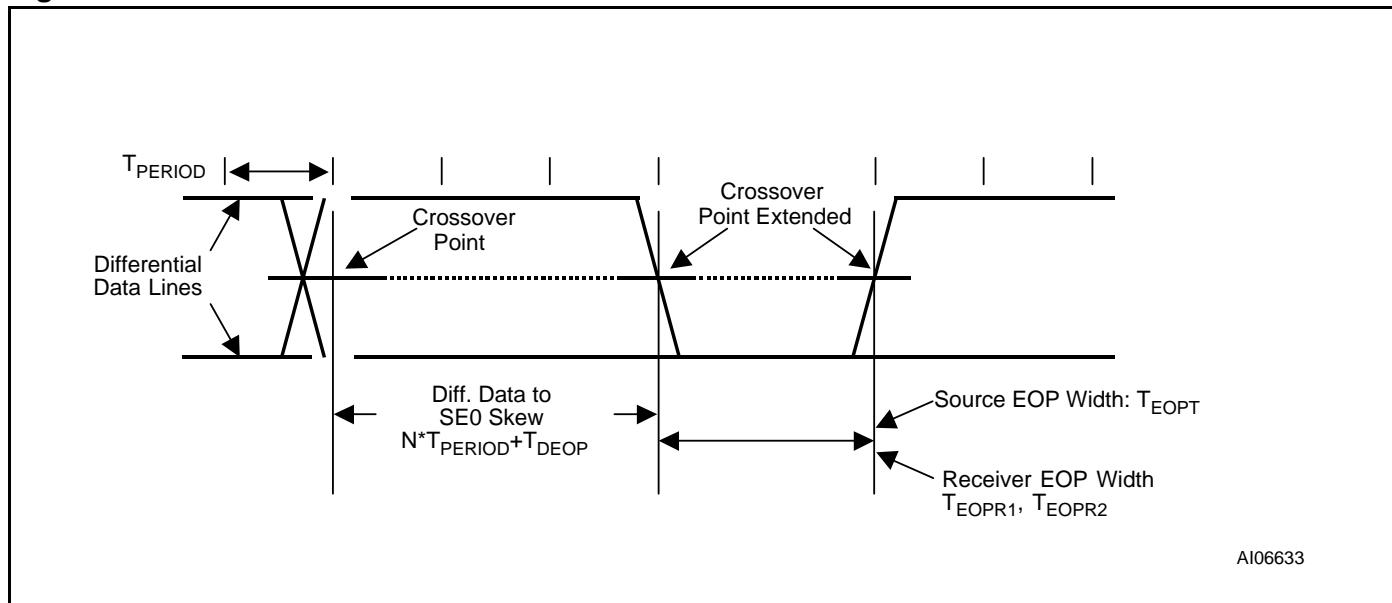 TPERIOD
Differential
Data Lines
Crossover
Point
Crossover
Point Extended
Diff. Data to
SE0 Skew
N*TPERIOD+TDEOP
Source EOP Width: TEOPT
Receiver EOP Width
TEOPR1, TEOPR2
AI06633